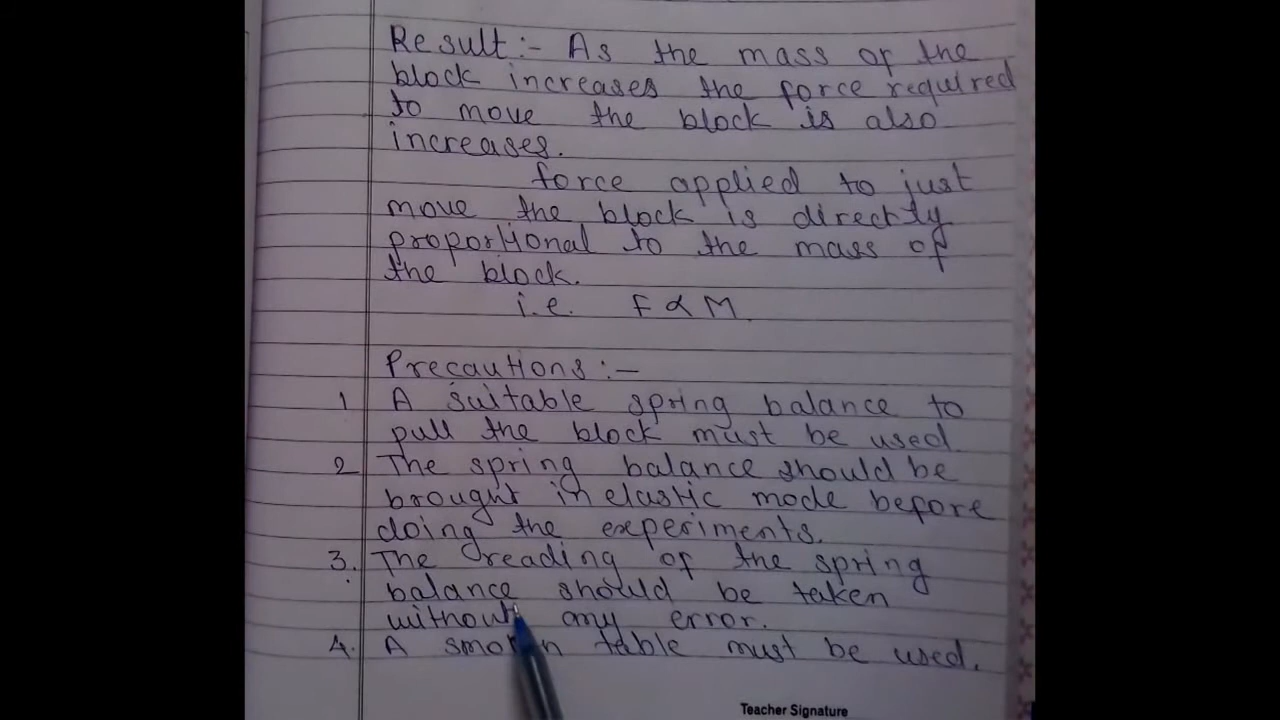 Result:- As the mass of the
block increases the force required
to move the block is also
increases.
force applied to just
move the block is directly
proportional to the mass of
the block.
i.e. F α M
Precautions:-
1 A suitable spring balance to
pull the block must be used
2 The spring balance should be
brought in elastic mode before
doing the experiments.
3. The reading of the spring
balance should be taken
without any error.
4. A table must be used.
Teacher Signature